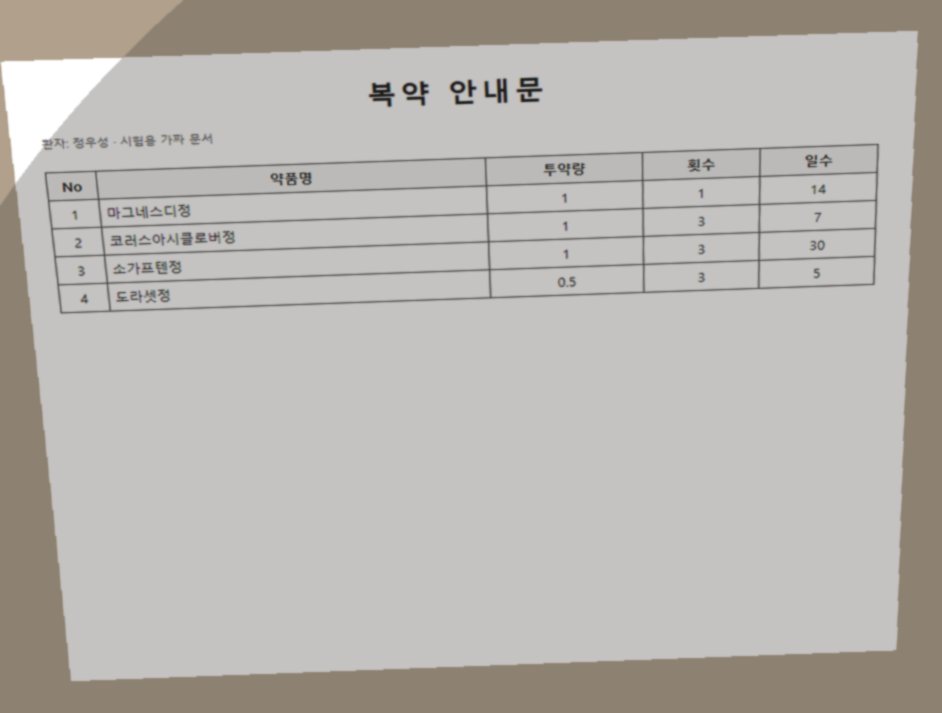 복약 안내문
환자: 정우성 · 시험용 가짜 문서
No 약품명 투약량 횟수 일수
1 마그네스디정 1 1 14
2 코러스아시클로버정 1 3 7
3 소가프텐정 1 3 30
4 도라셋정 0.5 3 5